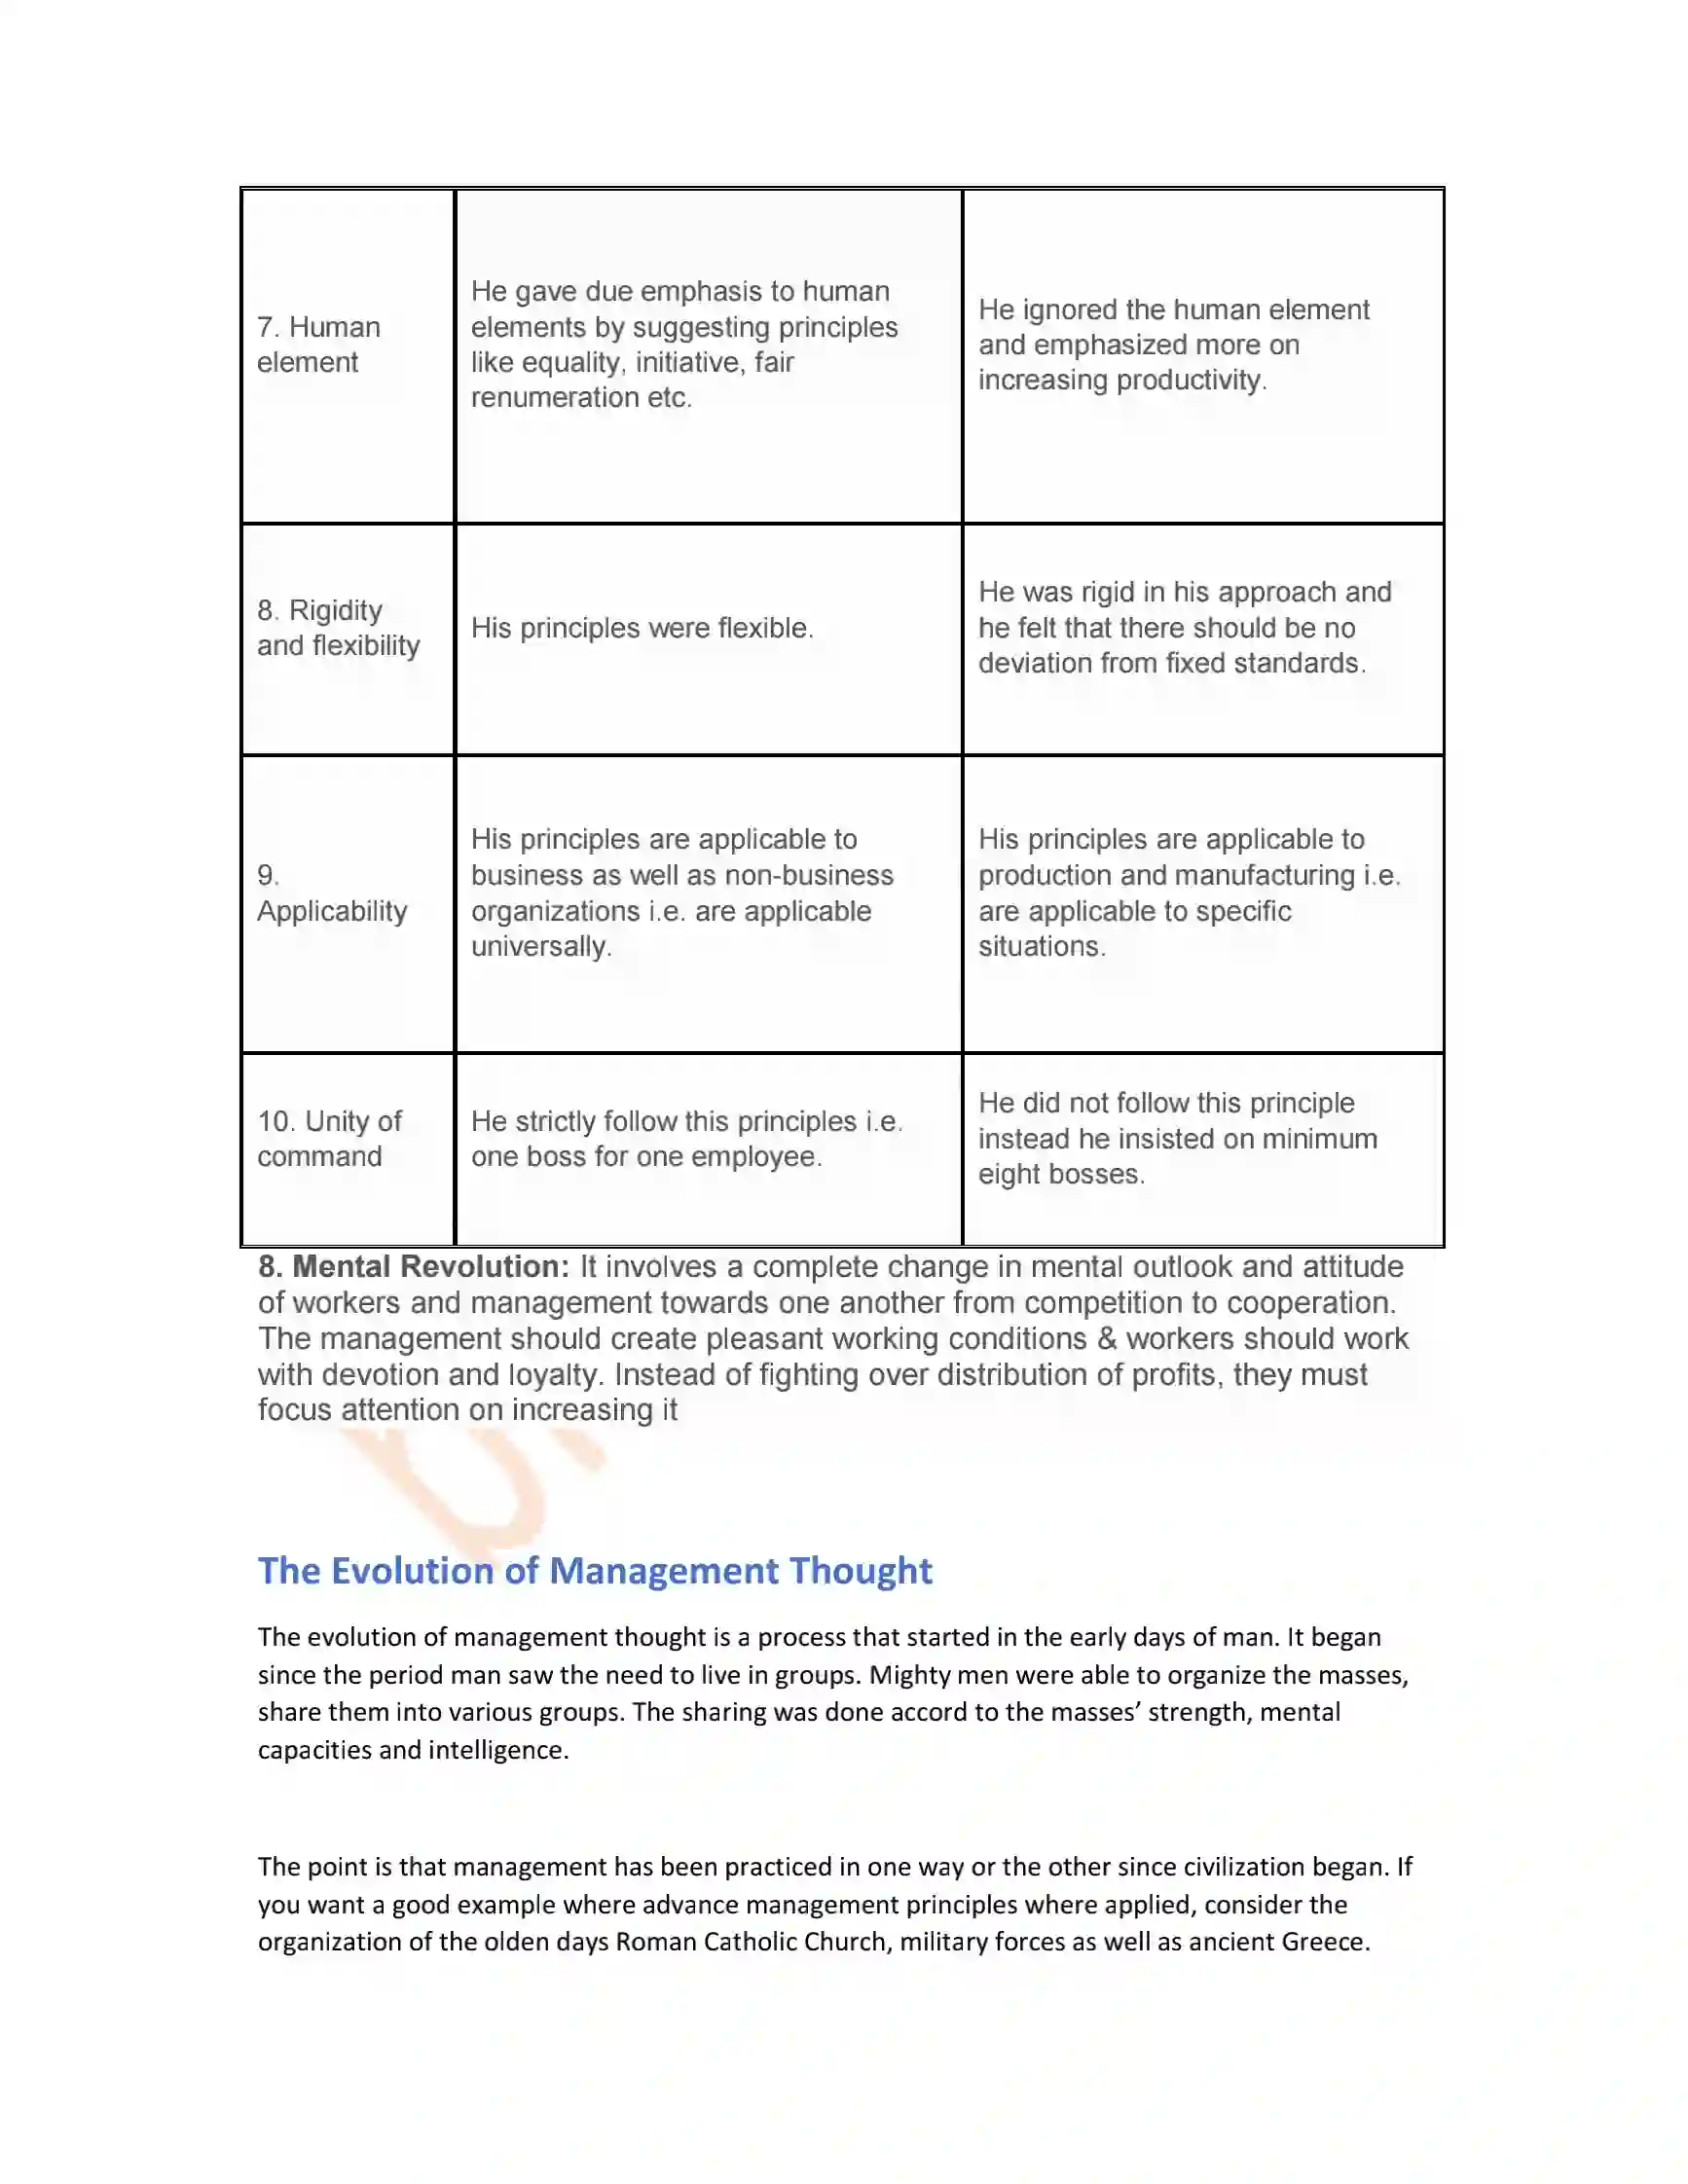 7. Human
element
He gave due emphasis to human
elements by suggesting principles
like equality, initiative, fair
renumeration etc.
He ignored the human element
and emphasized more on
increasing productivity.
8. Rigidity
and flexibility
His principles were flexible.
He was rigid in his approach and
he felt that there should be no
deviation from fixed standards.
9.
Applicability
His principles are applicable to
business as well as non-business
organizations i.e. are applicable
universally.
His principles are applicable to
production and manufacturing i.e.
are applicable to specific
situations.
10. Unity of
command
He strictly follow this principles i.e.
one boss for one employee.
He did not follow this principle
instead he insisted on minimum
eight bosses.
8. Mental Revolution: It involves a complete change in mental outlook and attitude
of workers and management towards one another from competition to cooperation.
The management should create pleasant working conditions & workers should work
with devotion and loyalty. Instead of fighting over distribution of profits, they must
focus attention on increasing it
The Evolution of Management Thought
The evolution of management thought is a process that started in the early days of man. It began
since the period man saw the need to live in groups. Mighty men were able to organize the masses,
share them into various groups. The sharing was done accord to the masses’ strength, mental
capacities and intelligence.
The point is that management has been practiced in one way or the other since civilization began. If
you want a good example where advance management principles where applied, consider the
organization of the olden days Roman Catholic Church, military forces as well as ancient Greece.